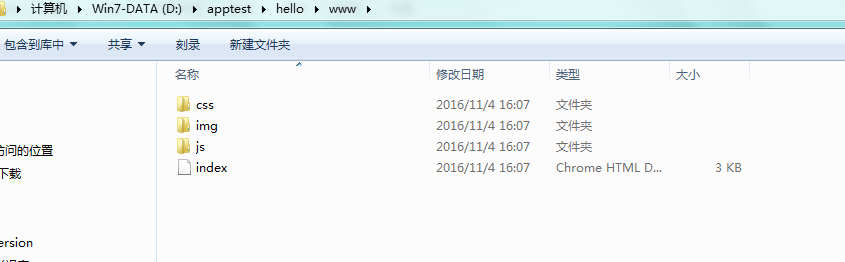 计算机 Win7-DATA (D:) apptest hello www
包含到库中 共享 刻录 新建文件夹
名称 修改日期 类型 大小
css 2016/11/4 16:07 文件夹
img 2016/11/4 16:07 文件夹
js 2016/11/4 16:07 文件夹
index 2016/11/4 16:07 Chrome HTML D... 3 KB
访问的位置
下载
ersion